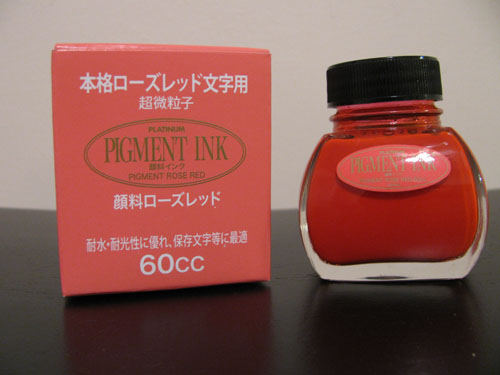 本格ローズレッド文字用
超微粒子
PLATINUM
PIGMENT INK
顔料インク
PIGMENT ROSE RED
顔料ローズレッド
耐水・耐光性に優れ、保存文字等に最適
60CC
PIGMENT INK